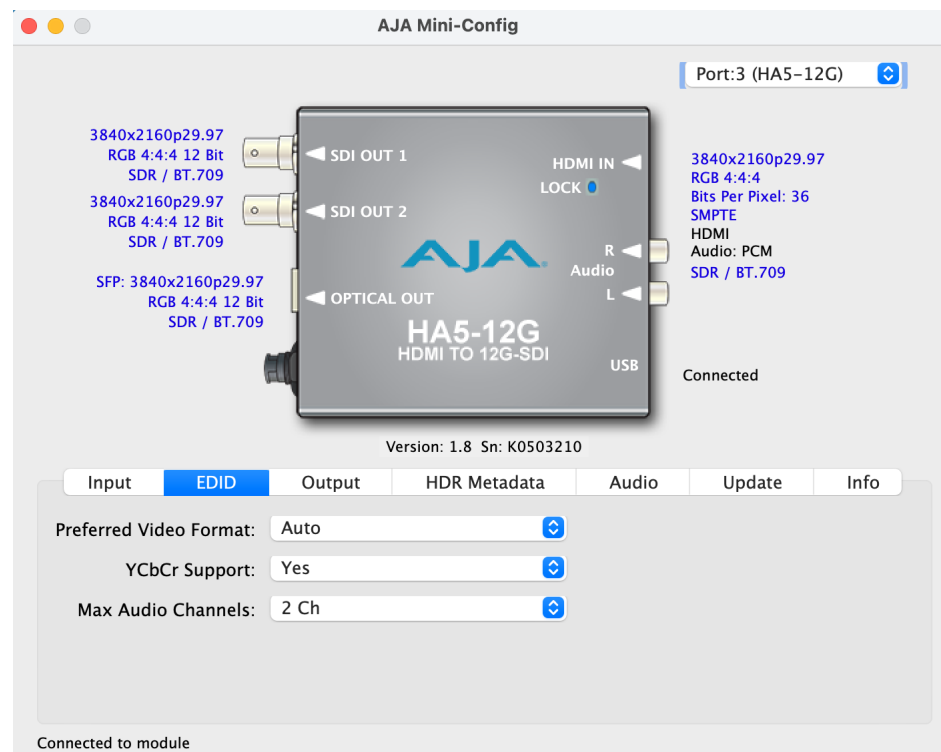 AJA Mini-Config
Port:3 (HA5-12G)
3840x2160p29.97
RGB 4:4:4 12 Bit
SDR / BT.709
3840x2160p29.97
RGB 4:4:4 12 Bit
SDR / BT.709
SFP: 3840x2160p29.97
RGB 4:4:4 12 Bit
SDR / BT.709
SDI OUT 1
SDI OUT 2
OPTICAL OUT
HDMI IN
LOCK
AJA
R
Audio
L
HA5-12G
HDMI TO 12G-SDI
USB
3840x2160p29.97
RGB 4:4:4
Bits Per Pixel: 36
SMPTE
HDMI
Audio: PCM
SDR / BT.709
Connected
Version: 1.8 Sn: K0503210
Input EDID Output HDR Metadata Audio Update Info
Preferred Video Format: Auto
YCbCr Support: Yes
Max Audio Channels: 2 Ch
Connected to module